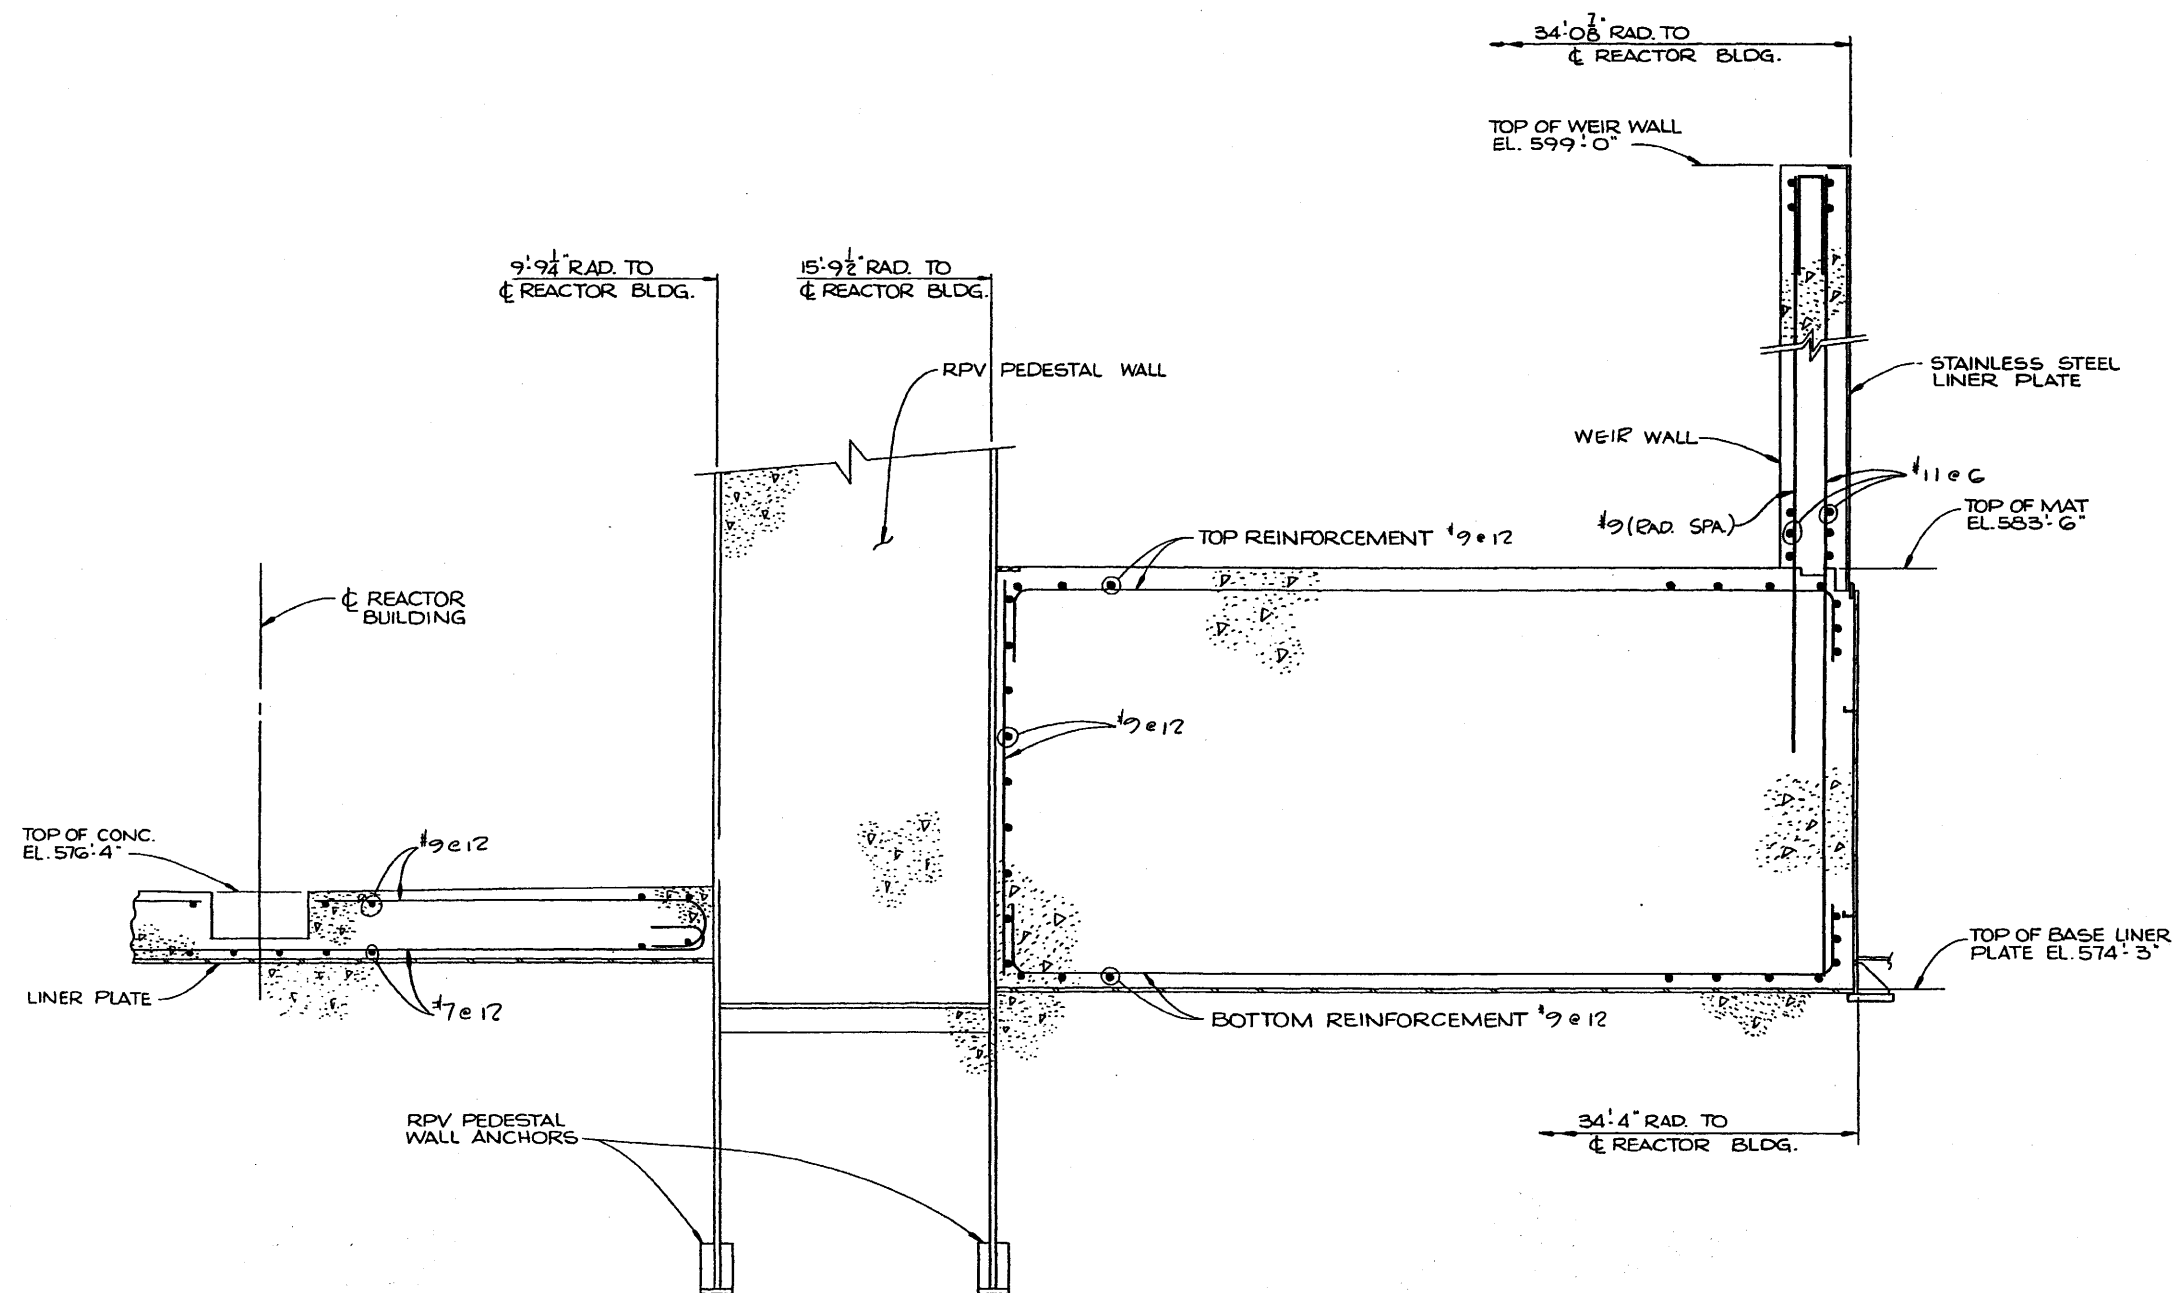 34'-0 7/8" RAD. TO
℄ REACTOR BLDG.
TOP OF WEIR WALL
EL. 599'-0"
9'-9 1/4" RAD. TO
℄ REACTOR BLDG.
15'-9 1/2" RAD. TO
℄ REACTOR BLDG.
RPV PEDESTAL WALL
STAINLESS STEEL
LINER PLATE
WEIR WALL
#11 @ 6
#9 (RAD. SPA.)
TOP OF MAT
EL. 583'-6"
TOP REINFORCEMENT #9 @ 12
℄ REACTOR
BUILDING
#9 @ 12
TOP OF CONC.
EL. 576'-4"
#9 @ 12
LINER PLATE
#7 @ 12
TOP OF BASE LINER
PLATE EL. 574'-3"
BOTTOM REINFORCEMENT #9 @ 12
RPV PEDESTAL
WALL ANCHORS
34'-4" RAD. TO
℄ REACTOR BLDG.